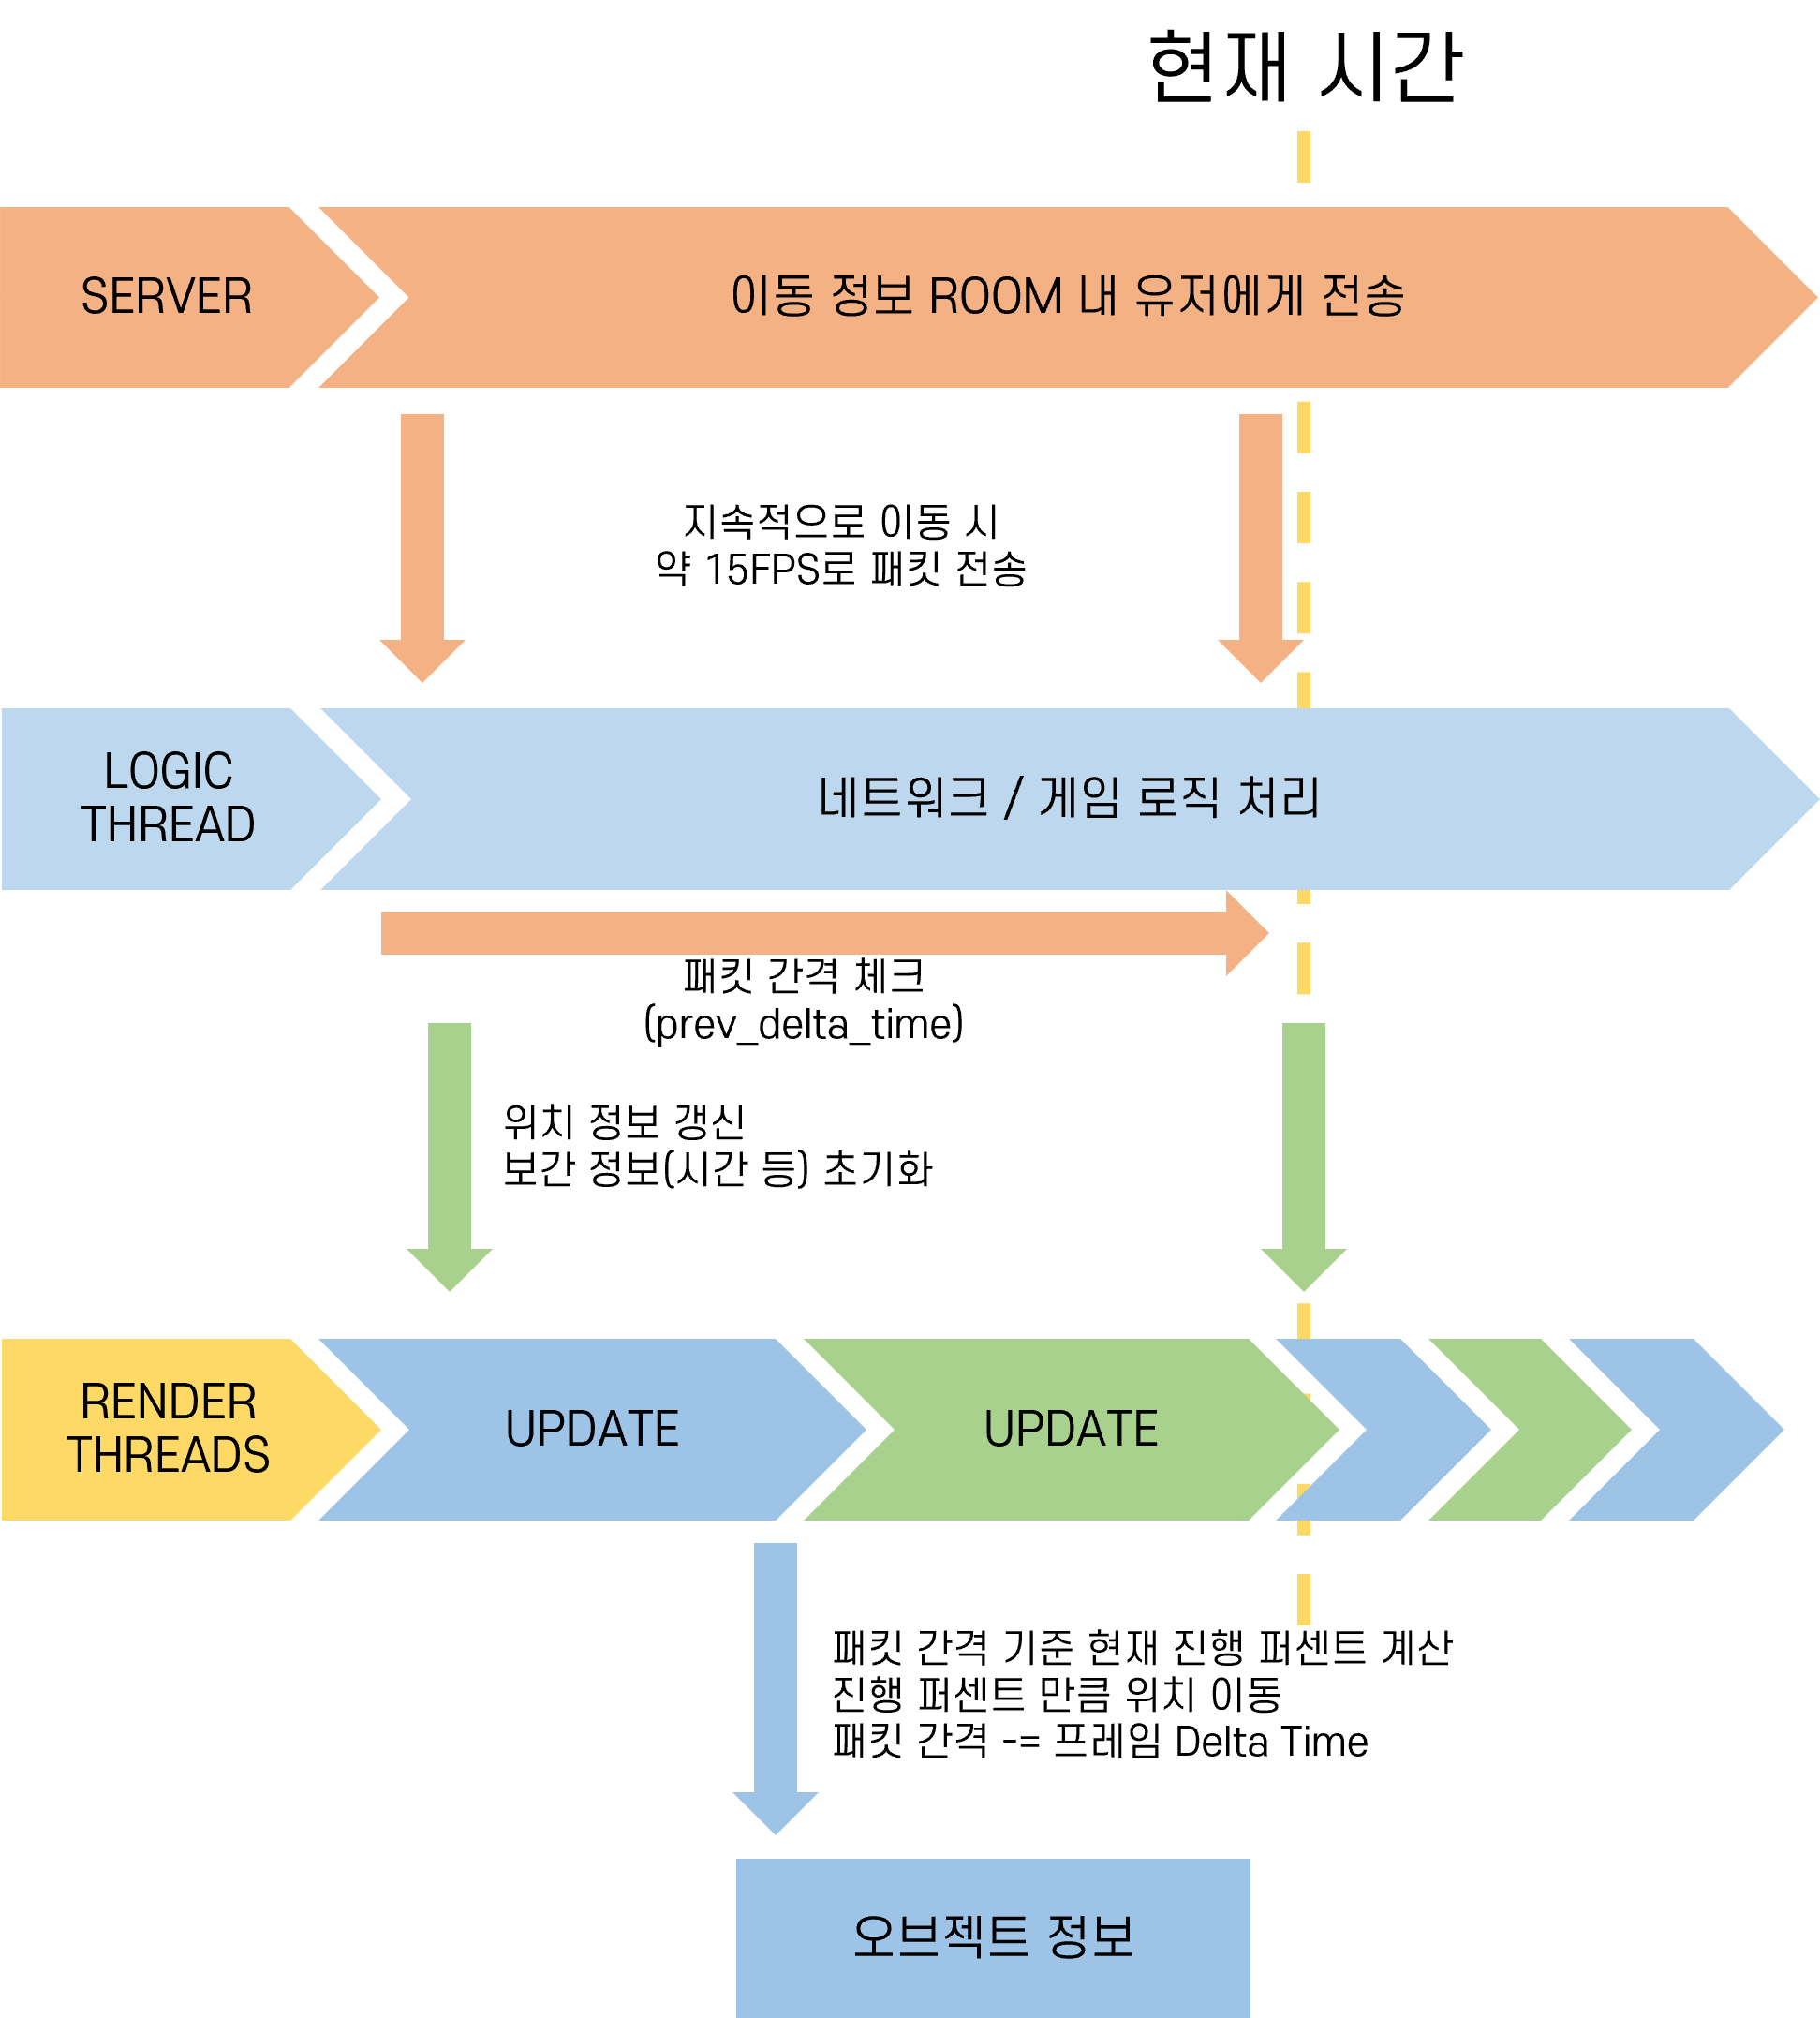 현재 시간
SERVER
이동 정보 ROOM 내 유저에게 전송
지속적으로 이동 시
약 15FPS로 패킷 전송
LOGIC
THREAD
네트워크 / 게임 로직 처리
패킷 간격 체크
(prev_delta_time)
위치 정보 갱신
보간 정보(시간 등) 초기화
RENDER
THREADS
UPDATE
UPDATE
패킷 간격 기준 현재 진행 퍼센트 계산
진행 퍼센트 만큼 위치 이동
패킷 간격 -= 프레임 Delta Time
오브젝트 정보